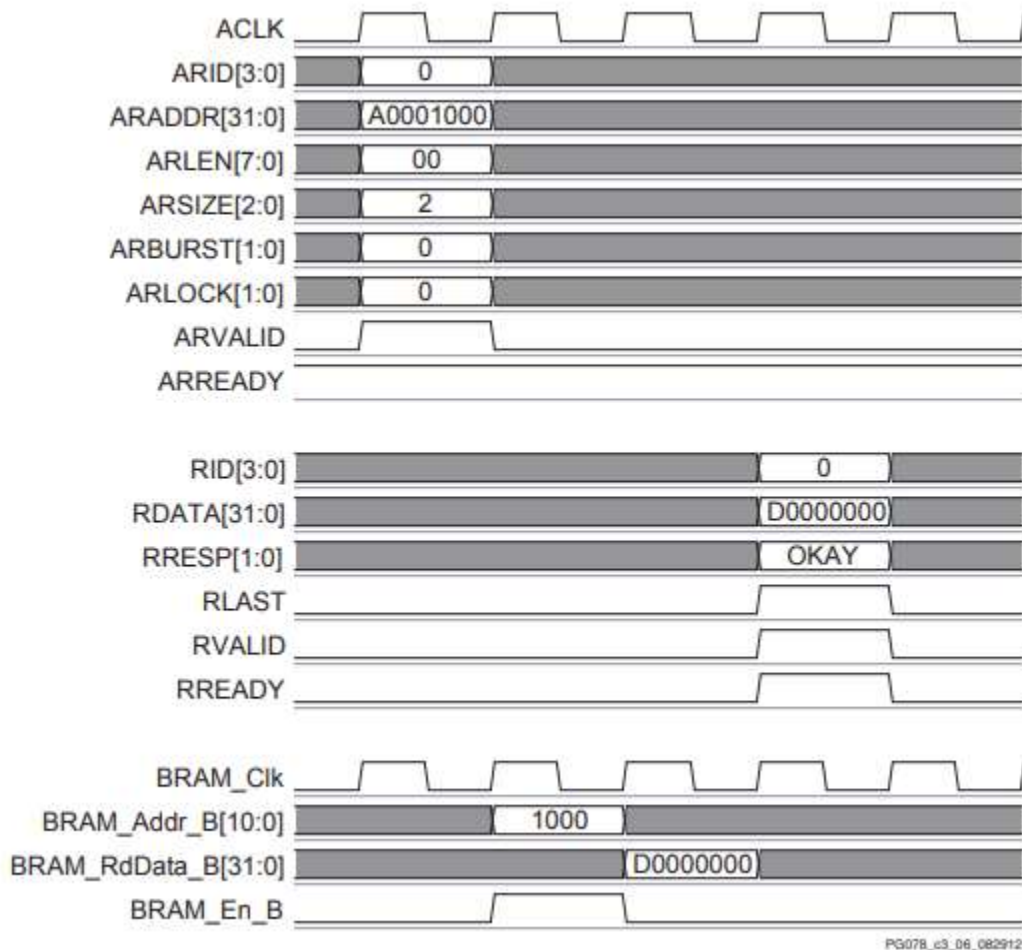 ACLK
ARID[3:0] 0
ARADDR[31:0] A0001000
ARLEN[7:0] 00
ARSIZE[2:0] 2
ARBURST[1:0] 0
ARLOCK[1:0] 0
ARVALID
ARREADY
RID[3:0] 0
RDATA[31:0] D0000000
RRESP[1:0] OKAY
RLAST
RVALID
RREADY
BRAM_Clk
BRAM_Addr_B[10:0] 1000
BRAM_RdData_B[31:0] D0000000
BRAM_En_B
PG078_c3_06_082912